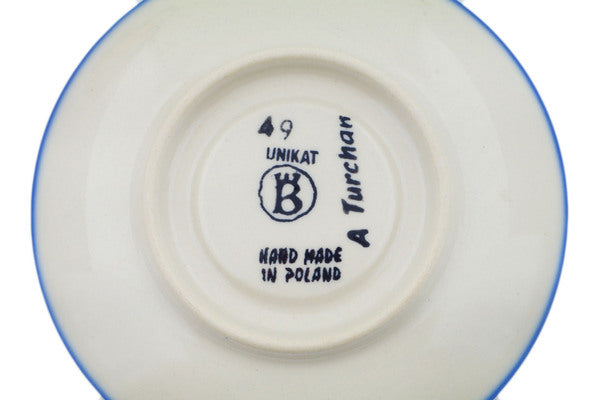 49
UNIKAT
B
HAND MADE
IN POLAND
A Turchan